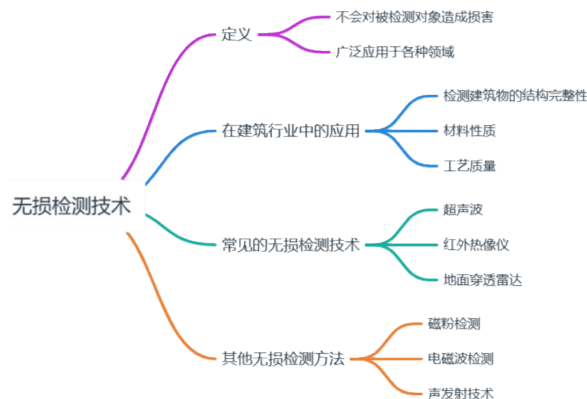 无损检测技术
定义
不会对被检测对象造成损害
广泛应用于各种领域
在建筑行业中的应用
检测建筑物的结构完整性
材料性质
工艺质量
常见的无损检测技术
超声波
红外热像仪
地面穿透雷达
其他无损检测方法
磁粉检测
电磁波检测
声发射技术